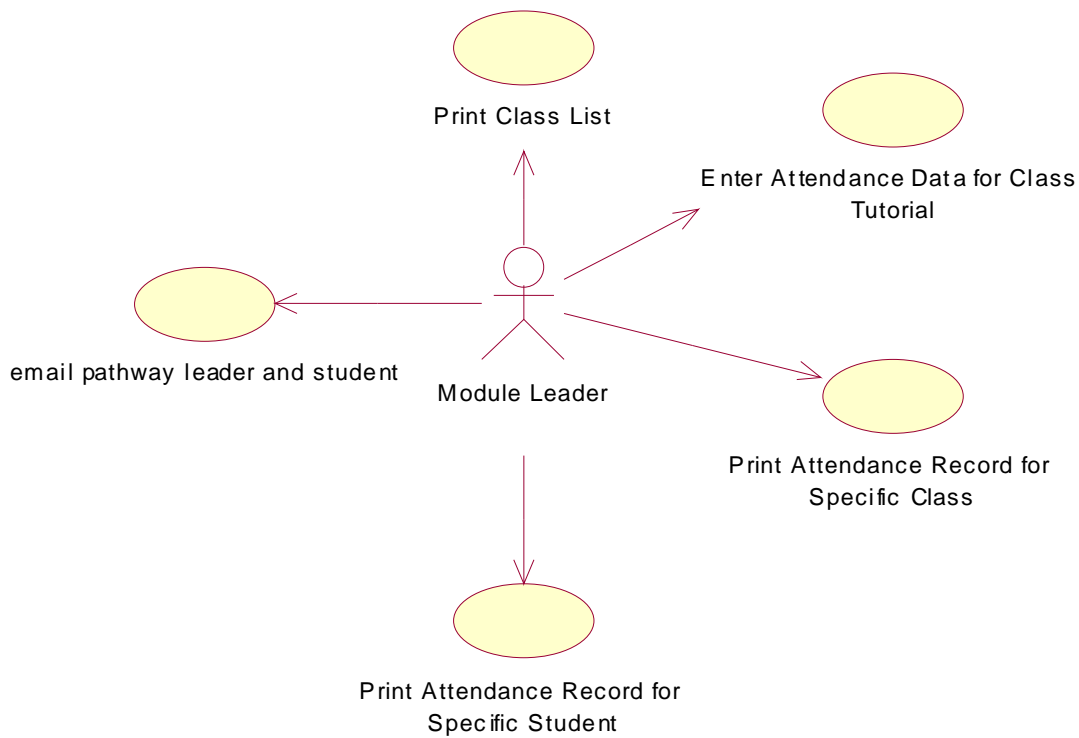 Print Class List
Enter Attendance Data for Class
Tutorial
email pathway leader and student
Module Leader
Print Attendance Record for
Specific Class
Print Attendance Record for
Specific Student